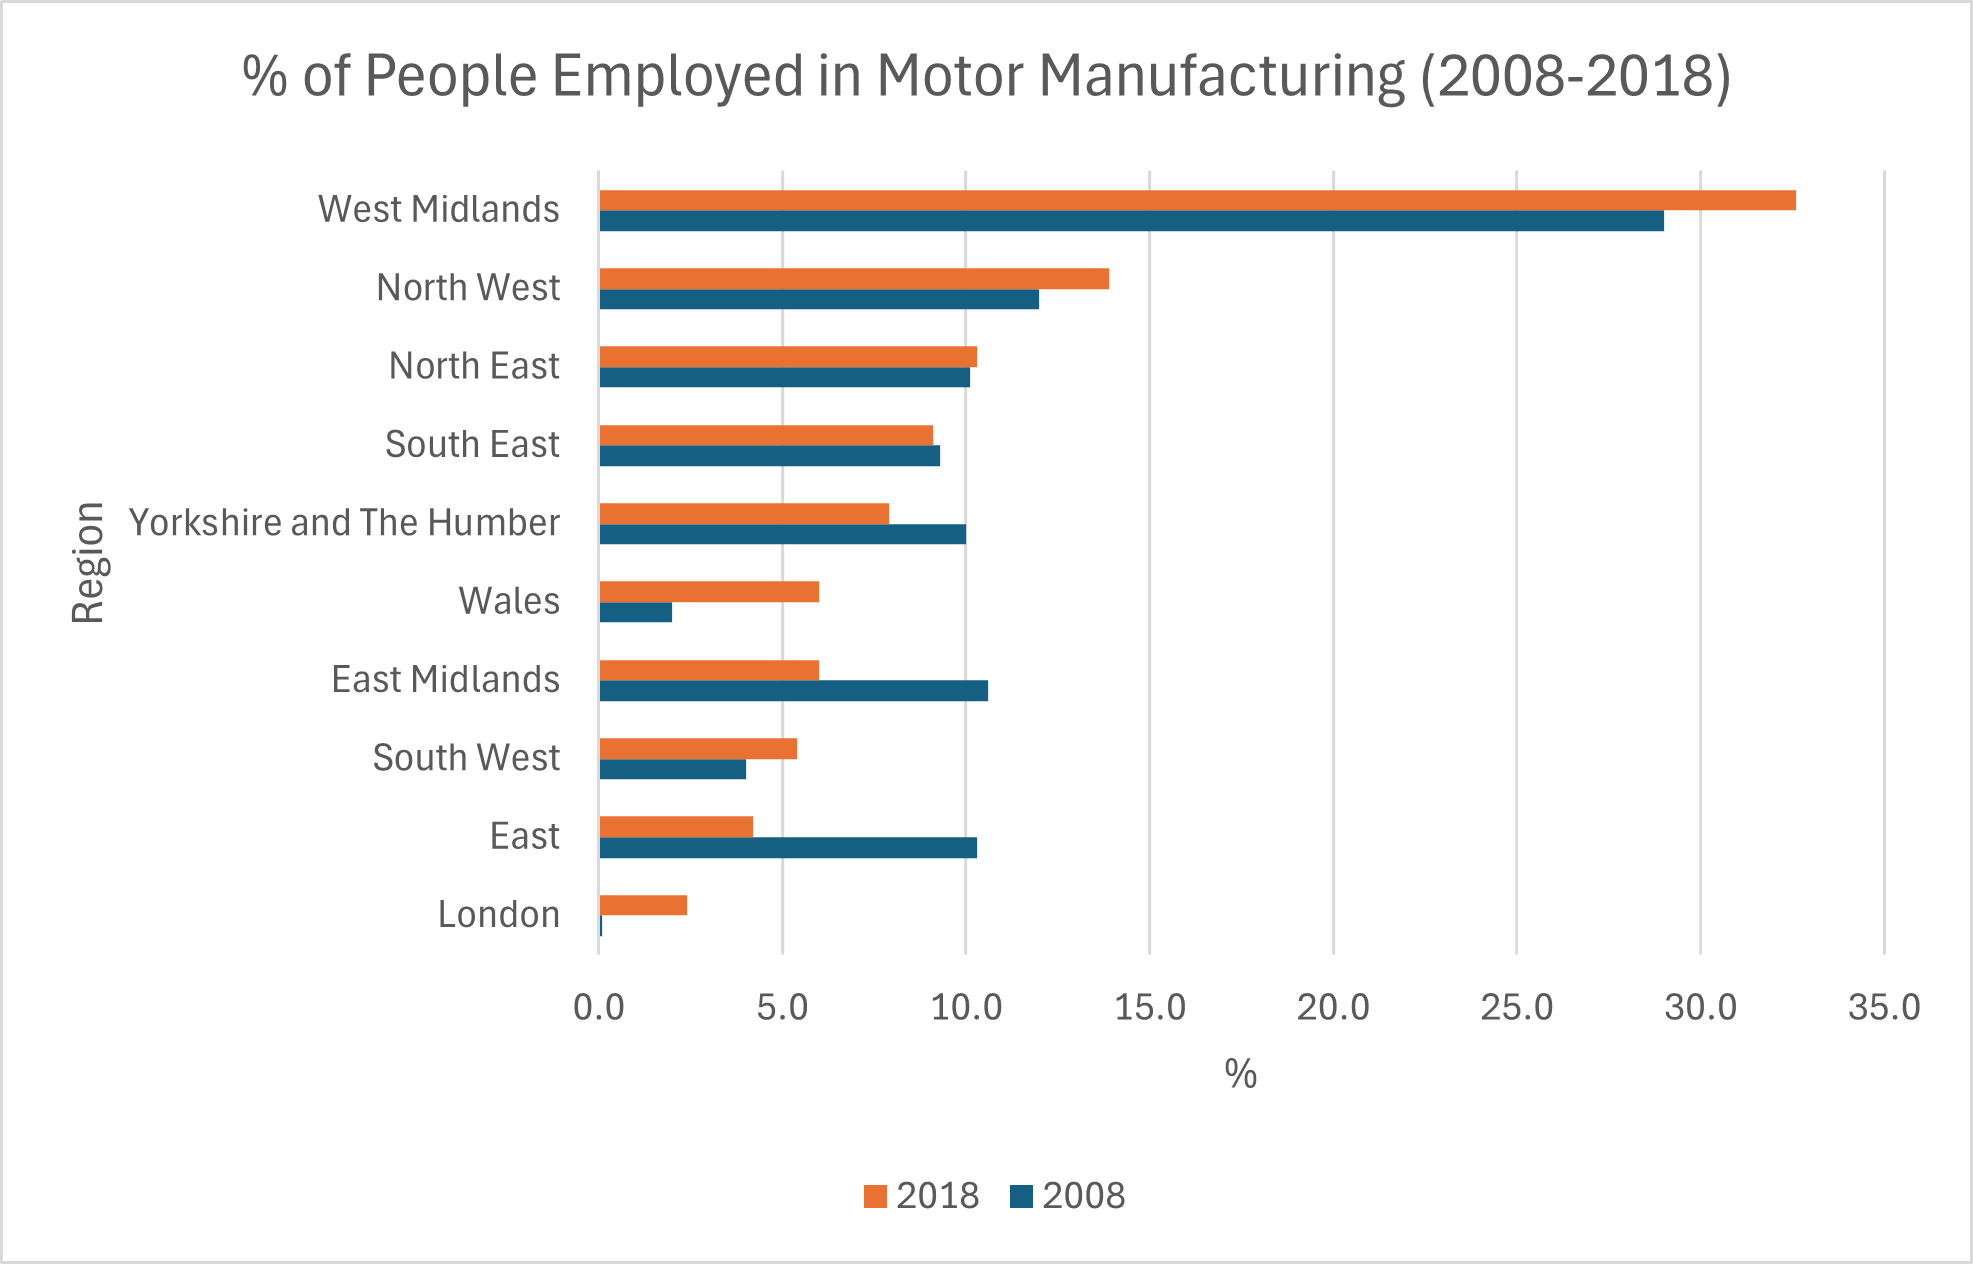 % of People Employed in Motor Manufacturing (2008-2018)
Region
West Midlands
North West
North East
South East
Yorkshire and The Humber
Wales
East Midlands
South West
East
London
0.0 5.0 10.0 15.0 20.0 25.0 30.0 35.0
%
2018 2008